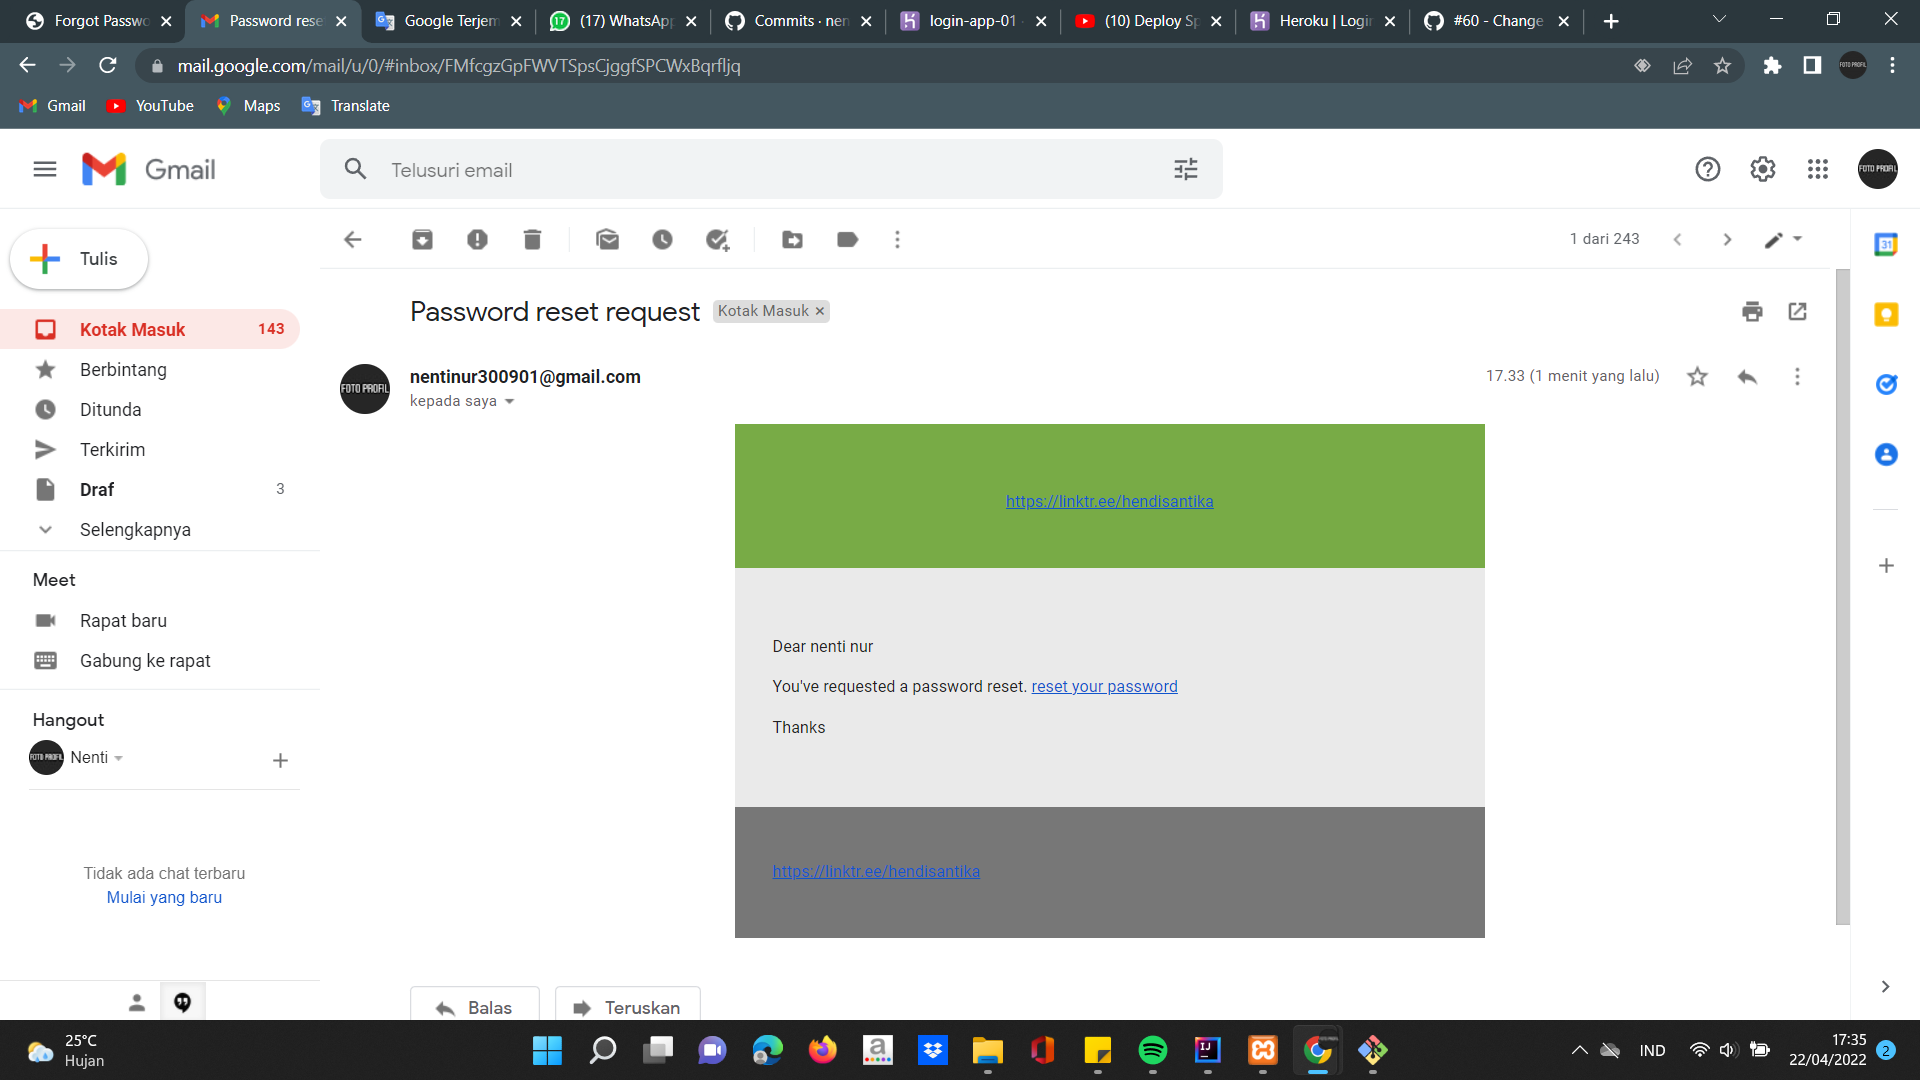 Forgot Passwo
Password rese
Google Terjem
(17) WhatsApp
Commits · nen
login-app-01
(10) Deploy Sp
Heroku | Login
#60 - Change
mail.google.com/mail/u/0/#inbox/FMfcgzGpFWVTSpsCjggfSPCWxBqrfljq
Gmail
YouTube
Maps
Translate
Gmail
Telusuri email
FOTO PROFIL
Tulis
1 dari 243
Kotak Masuk 143
Berbintang
Ditunda
Terkirim
Draf 3
Selengkapnya
Meet
Rapat baru
Gabung ke rapat
Hangout
Nenti
Tidak ada chat terbaru
Mulai yang baru
Password reset request
Kotak Masuk
FOTO PROFIL
nentinur300901@gmail.com
kepada saya
17.33 (1 menit yang lalu)
https://linktr.ee/hendisantika
Dear nenti nur
You've requested a password reset. reset your password
Thanks
https://linktr.ee/hendisantika
Balas
Teruskan
25°C
Hujan
IND
17:35
22/04/2022
2